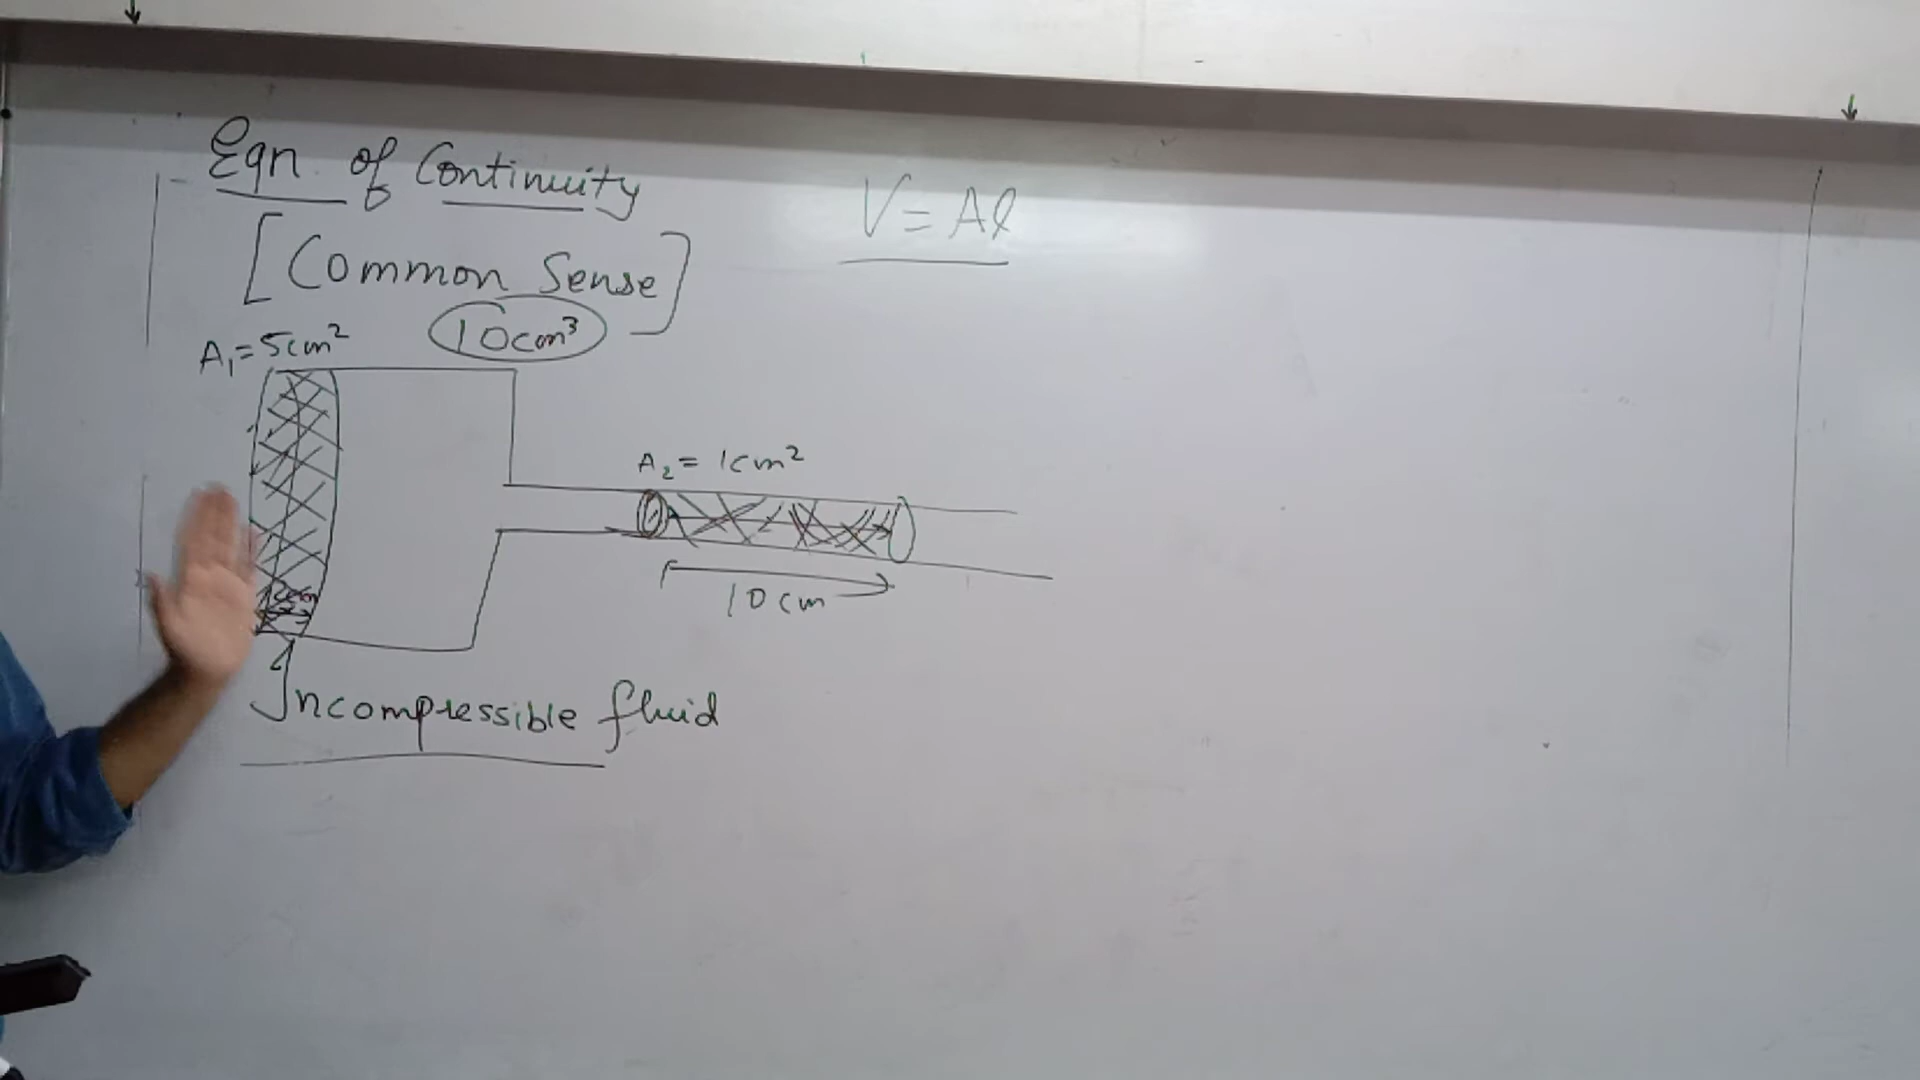 Eqn. of Continuity
[Common Sense]
V = Al
10cm³
A₁ = 5cm²
A₂ = 1cm²
10cm
Incompressible fluid